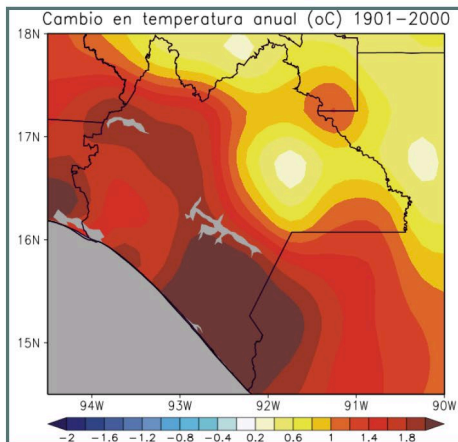 Cambio en temperatura anual (oC) 1901−2000
18N
17N
16N
15N
94W 93W 92W 91W 90W
−2 −1.6 −1.2 −0.8 −0.4 0.2 0.6 1 1.4 1.8